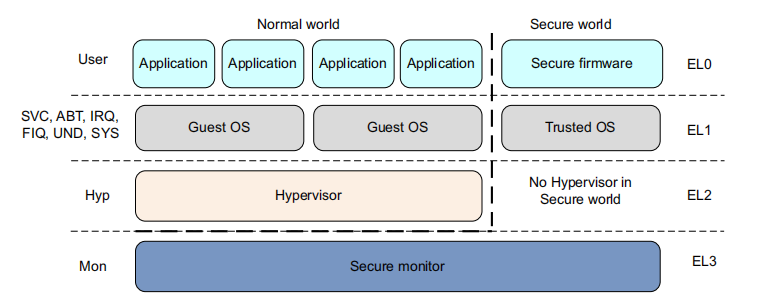 Normal world
Secure world
User
Application
Application
Application
Application
Secure firmware
EL0
SVC, ABT, IRQ,
FIQ, UND, SYS
Guest OS
Guest OS
Trusted OS
EL1
Hyp
Hypervisor
No Hypervisor in
Secure world
EL2
Mon
Secure monitor
EL3